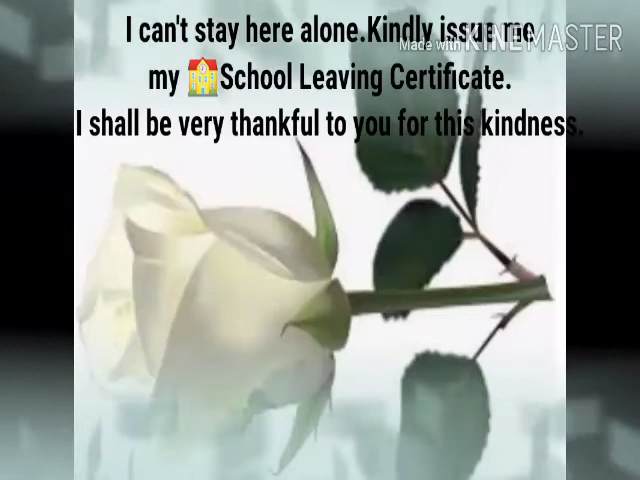 I can't stay here alone.Kindly issue me
Made with KINEMASTER
my 🏫School Leaving Certificate.
I shall be very thankful to you for this kindness.